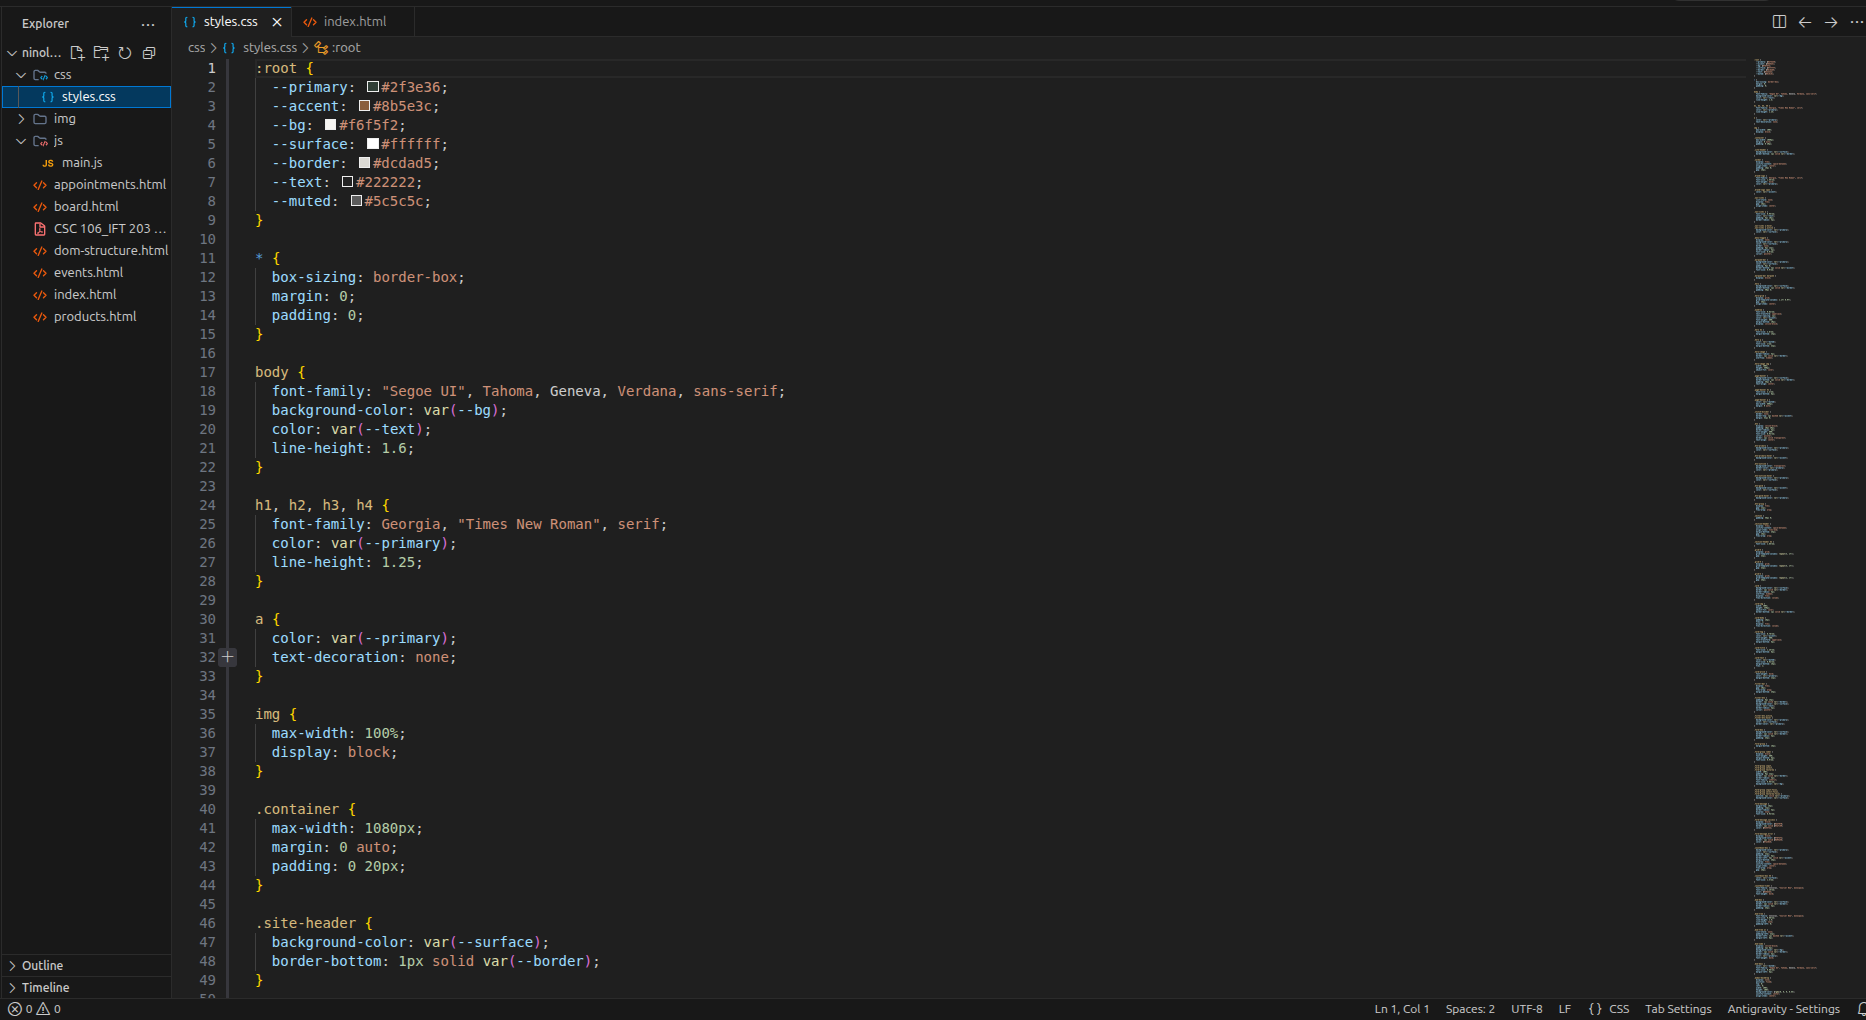 Explorer
...
styles.css
index.html
ninol...
css
styles.css
img
js
JS main.js
appointments.html
board.html
CSC 106_IFT 203 ...
dom-structure.html
events.html
index.html
products.html
Outline
Timeline
css > { } styles.css > :root
1 :root {
2 --primary: #2f3e36;
3 --accent: #8b5e3c;
4 --bg: #f6f5f2;
5 --surface: #ffffff;
6 --border: #dcdad5;
7 --text: #222222;
8 --muted: #5c5c5c;
9 }
10
11 * {
12 box-sizing: border-box;
13 margin: 0;
14 padding: 0;
15 }
16
17 body {
18 font-family: "Segoe UI", Tahoma, Geneva, Verdana, sans-serif;
19 background-color: var(--bg);
20 color: var(--text);
21 line-height: 1.6;
22 }
23
24 h1, h2, h3, h4 {
25 font-family: Georgia, "Times New Roman", serif;
26 color: var(--primary);
27 line-height: 1.25;
28 }
29
30 a {
31 color: var(--primary);
32 text-decoration: none;
33 }
34
35 img {
36 max-width: 100%;
37 display: block;
38 }
39
40 .container {
41 max-width: 1080px;
42 margin: 0 auto;
43 padding: 0 20px;
44 }
45
46 .site-header {
47 background-color: var(--surface);
48 border-bottom: 1px solid var(--border);
49 }
0 0
Ln 1, Col 1 Spaces: 2 UTF-8 LF { } CSS Tab Settings Antigravity - Settings